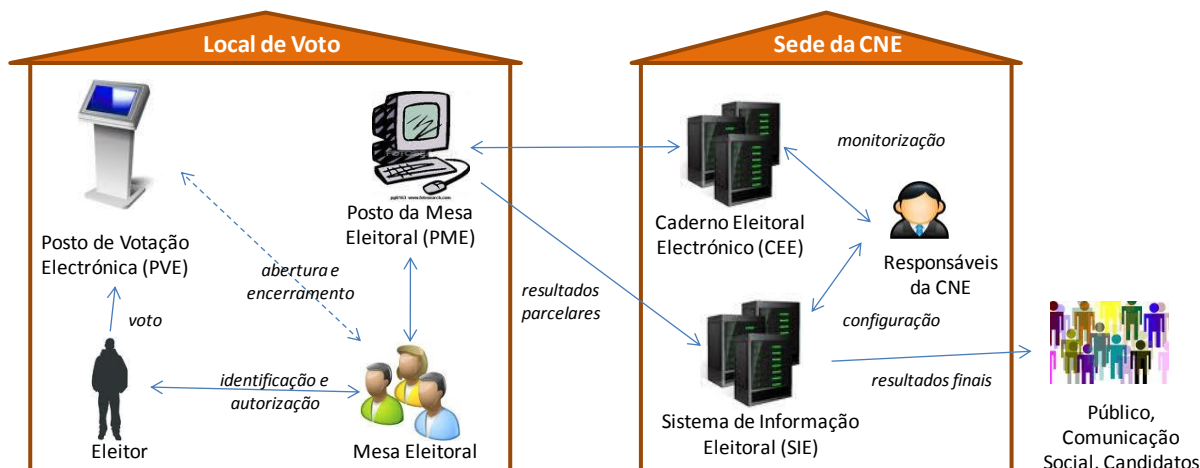 Local de Voto
Sede da CNE
Posto de Votação
Electrónica (PVE)
voto
Eleitor
abertura e
encerramento
identificação e
autorização
Posto da Mesa
Eleitoral (PME)
Mesa Eleitoral
resultados
parcelares
Caderno Eleitoral
Electrónico (CEE)
monitorização
Responsáveis
da CNE
configuração
Sistema de Informação
Eleitoral (SIE)
resultados finais
Público,
Comunicação
Social, Candidatos